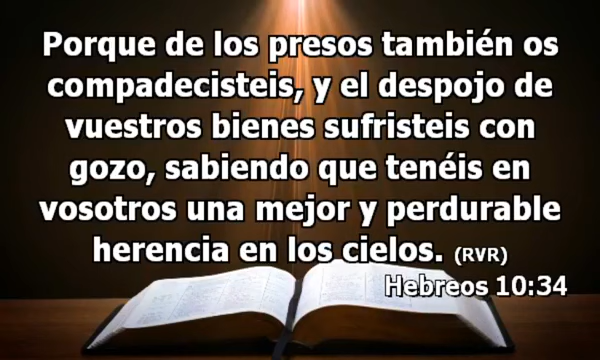 Porque de los presos también os
compadecisteis, y el despojo de
vuestros bienes sufristeis con
gozo, sabiendo que tenéis en
vosotros una mejor y perdurable
herencia en los cielos. (RVR)
Hebreos 10:34